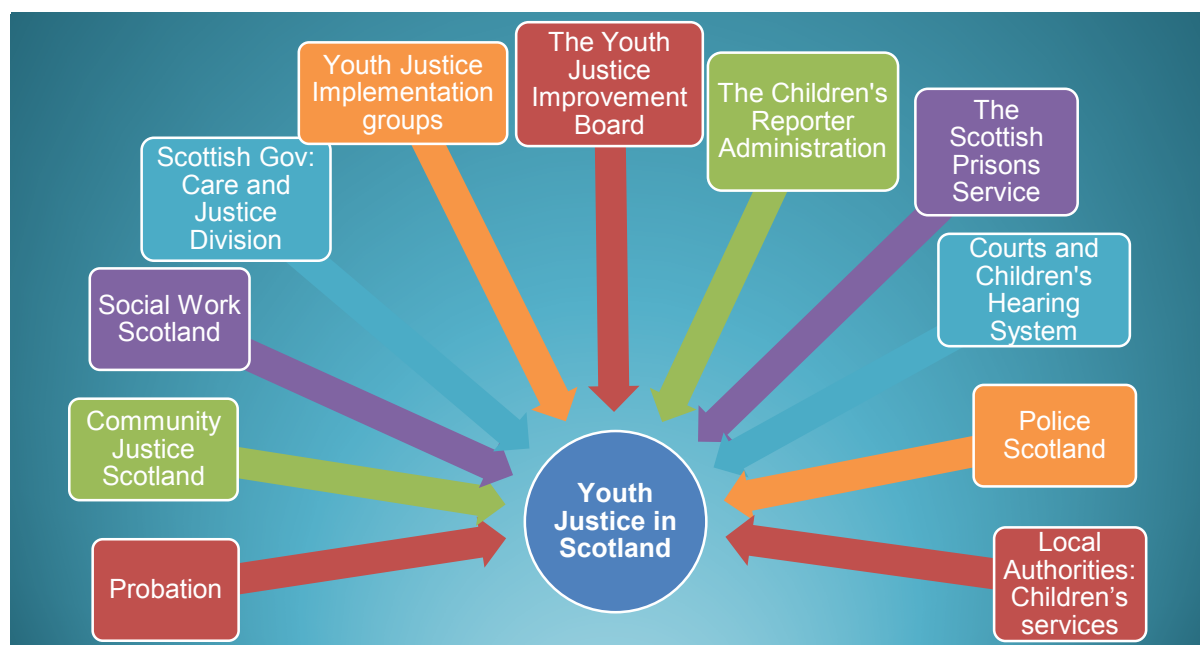 The Youth
Justice
Improvement
Board
Youth Justice
Implementation
groups
The Children's
Reporter
Administration
The
Scottish
Prisons
Service
Scottish Gov:
Care and
Justice
Division
Courts and
Children's
Hearing
System
Social Work
Scotland
Community
Justice
Scotland
Police
Scotland
Probation
Local
Authorities:
Children’s
services
Youth
Justice in
Scotland